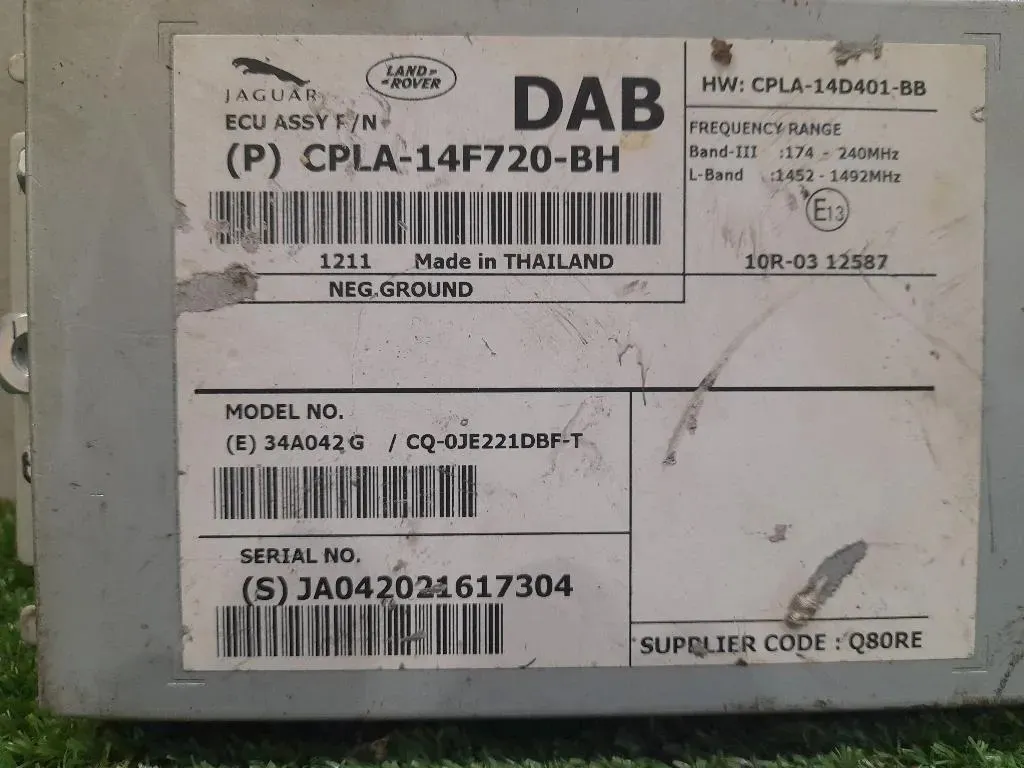 JAGUAR
LAND ROVER
DAB
ECU ASSY P/N
(P) CPLA-14F720-BH
1211 Made in THAILAND
NEG.GROUND
HW: CPLA-14D401-BB
FREQUENCY RANGE
Band-III :174 - 240MHz
L-Band :1452 - 1492MHz
E13
10R-03 12587
MODEL NO.
(E) 34A042 G / CQ-0JE221DBF-T
SERIAL NO.
(S) JA042021617304
SUPPLIER CODE : Q80RE